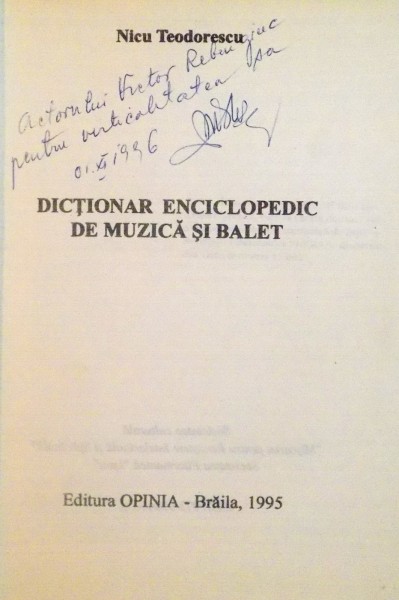 Nicu Teodorescu
Actorului Victor Rebengiuc
pentru verticalitatea sa
01.XI 1996
DICȚIONAR ENCICLOPEDIC
DE MUZICĂ ȘI BALET
Editura OPINIA - Brăila, 1995